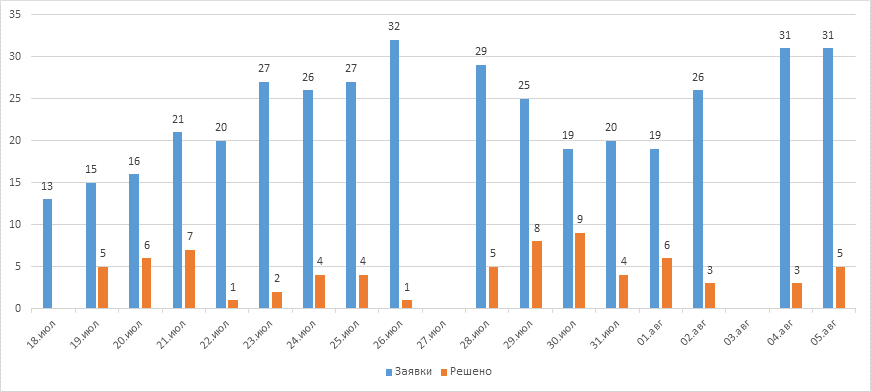 35
30
25
20
15
10
5
0
13
15
5
16
6
21
7
20
1
27
2
26
4
27
4
32
1
29
5
25
8
19
9
20
4
19
6
26
3
31
3
31
5
18.июл
19.июл
20.июл
21.июл
22.июл
23.июл
24.июл
25.июл
26.июл
27.июл
28.июл
29.июл
30.июл
31.июл
01.авг
02.авг
03.авг
04.авг
05.авг
Заявки Решено